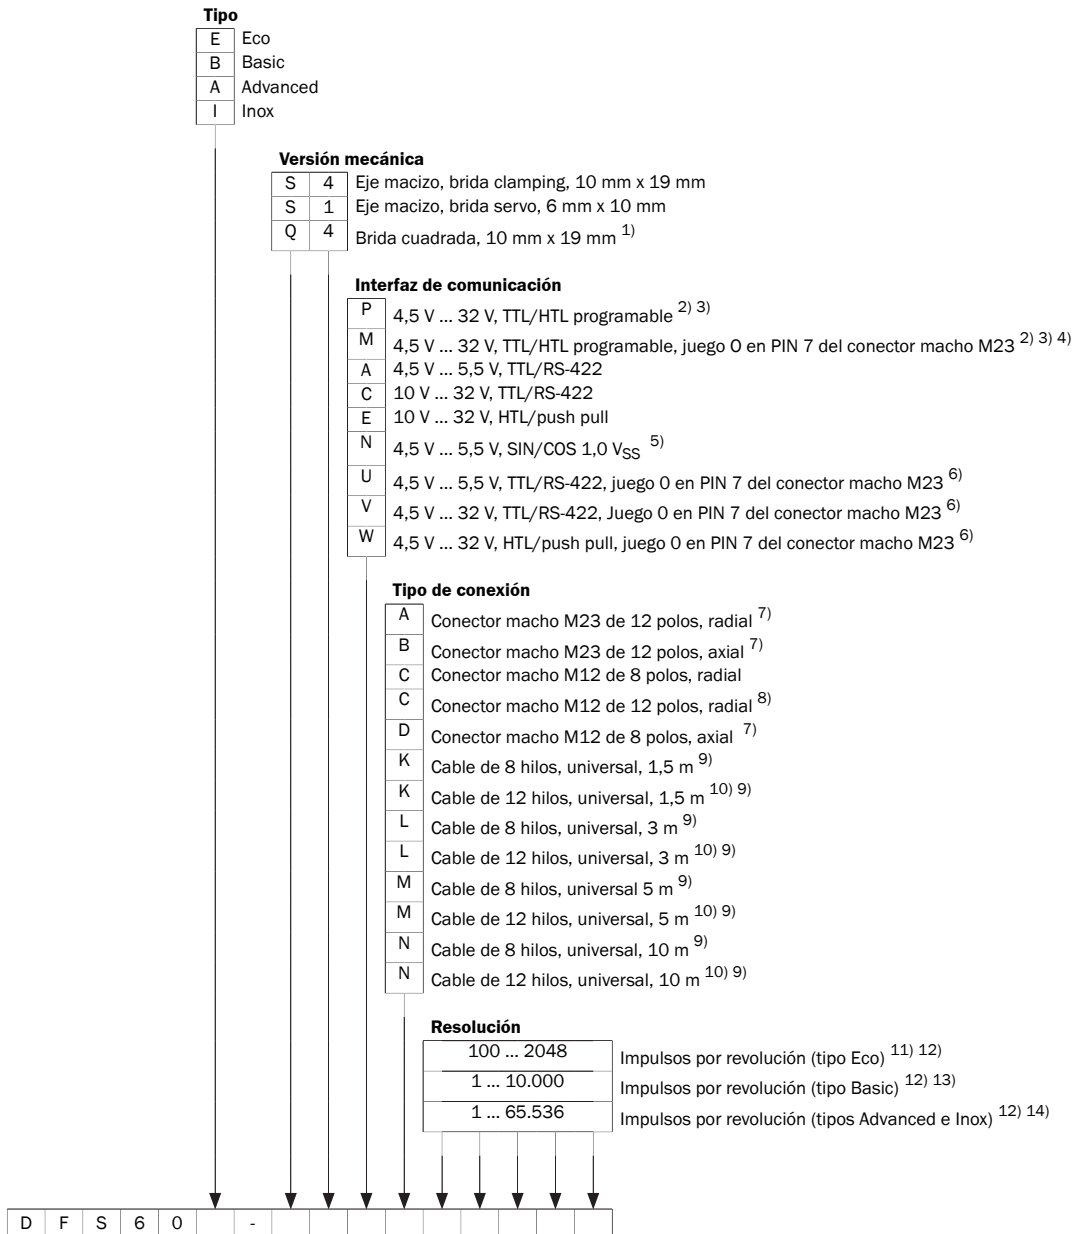 Tipo
E Eco
B Basic
A Advanced
I Inox
Versión mecánica
S 4 Eje macizo, brida clamping, 10 mm x 19 mm
S 1 Eje macizo, brida servo, 6 mm x 10 mm
Q 4 Brida cuadrada, 10 mm x 19 mm 1)
Interfaz de comunicación
P 4,5 V ... 32 V, TTL/HTL programable 2) 3)
M 4,5 V ... 32 V, TTL/HTL programable, juego O en PIN 7 del conector macho M23 2) 3) 4)
A 4,5 V ... 5,5 V, TTL/RS-422
C 10 V ... 32 V, TTL/RS-422
E 10 V ... 32 V, HTL/push pull
N 4,5 V ... 5,5 V, SIN/COS 1,0 VSS 5)
U 4,5 V ... 5,5 V, TTL/RS-422, juego 0 en PIN 7 del conector macho M23 6)
V 4,5 V ... 32 V, TTL/RS-422, Juego 0 en PIN 7 del conector macho M23 6)
W 4,5 V ... 32 V, HTL/push pull, juego 0 en PIN 7 del conector macho M23 6)
Tipo de conexión
A Conector macho M23 de 12 polos, radial 7)
B Conector macho M23 de 12 polos, axial 7)
C Conector macho M12 de 8 polos, radial
C Conector macho M12 de 12 polos, radial 8)
D Conector macho M12 de 8 polos, axial 7)
K Cable de 8 hilos, universal, 1,5 m 9)
K Cable de 12 hilos, universal, 1,5 m 10) 9)
L Cable de 8 hilos, universal, 3 m 9)
L Cable de 12 hilos, universal, 3 m 10) 9)
M Cable de 8 hilos, universal 5 m 9)
M Cable de 12 hilos, universal, 5 m 10) 9)
N Cable de 8 hilos, universal, 10 m 9)
N Cable de 12 hilos, universal, 10 m 10) 9)
Resolución
100 ... 2048 Impulsos por revolución (tipo Eco) 11) 12)
1 ... 10.000 Impulsos por revolución (tipo Basic) 12) 13)
1 ... 65.536 Impulsos por revolución (tipos Advanced e Inox) 12) 14)
D F S 6 0 -